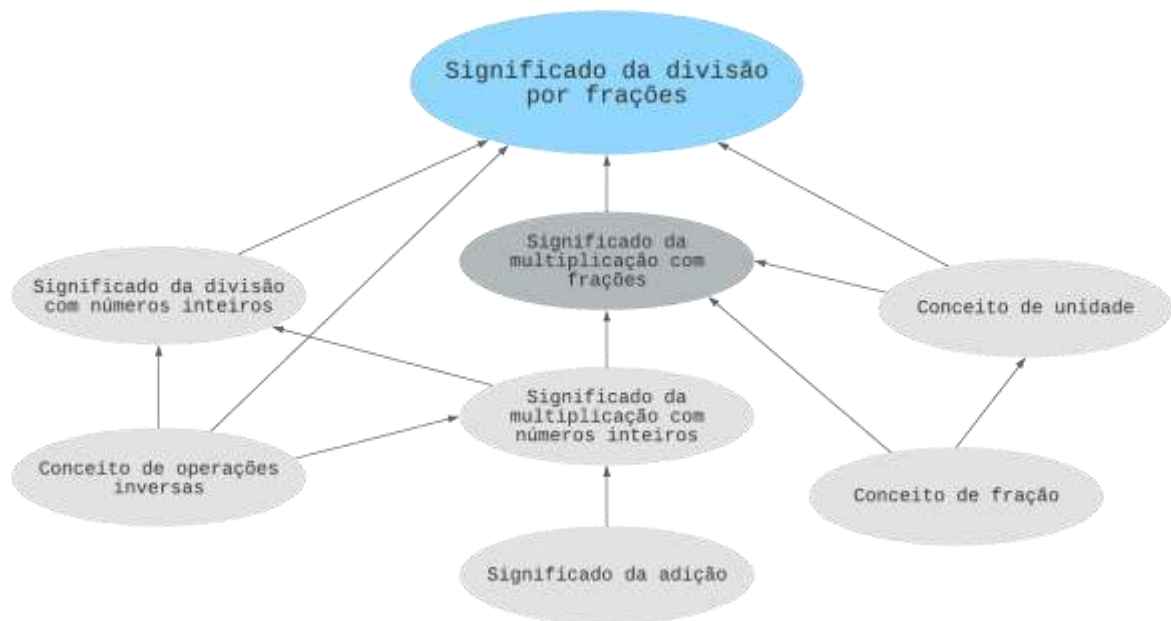 Significado da divisão
por frações
Significado da
multiplicação com
frações
Significado da divisão
com números inteiros
Conceito de unidade
Significado da
multiplicação com
números inteiros
Conceito de operações
inversas
Conceito de fração
Significado da adição